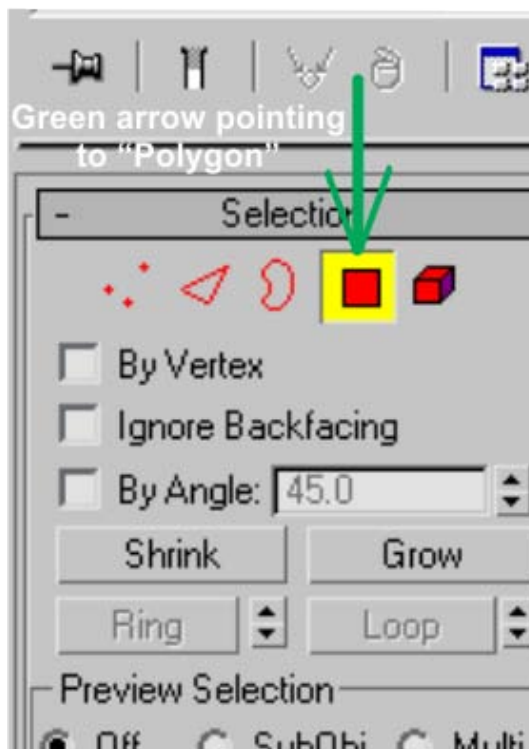 Green arrow pointing
to “Polygon”
- Selection
By Vertex
Ignore Backfacing
By Angle: 45.0
Shrink Grow
Ring Loop
Preview Selection
Off SubObj Multi